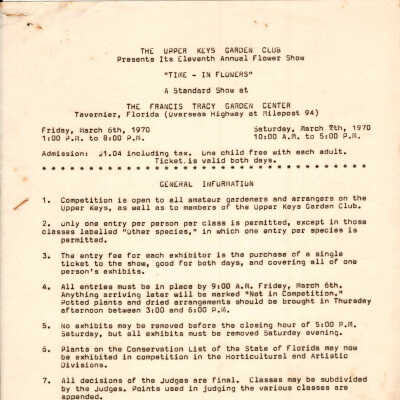 THE UPPER KEYS GARDEN CLUB
Presents Its Eleventh Annual Flower Show
"TIME - IN FLOWERS"
A Standard Show at
THE FRANCIS TRACY GARDEN CENTER
Tavernier, Florida (Overseas Highway at Milepost 94)
Friday, March 6th, 1970 Saturday, March 7th, 1970
1:00 P.M. to 8:00 P.M. 10:00 A.M. to 5:00 P.M.
Admission: $1.04 including tax. One child free with each adult.
Ticket is valid both days.
* * * * * * * * * * * * * * * * * * * * * * * * * * * * * * * *
GENERAL INFORMATION
1. Competition is open to all amateur gardeners and arrangers on the
Upper Keys, as well as to members of the Upper Keys Garden Club.
2. Only one entry per person per class is permitted, except in those
classes labelled "Other species," in which one entry per species is
permitted.
3. The entry fee for each exhibitor is the purchase of a single
ticket to the show, good for both days, and covering all of one
person's exhibits.
4. All entries must be in place by 9:00 A.M. Friday, March 6th.
Anything arriving later will be marked "Not in Competition."
Potted plants and dried arrangements should be brought in Thursday
afternoon between 3:00 and 6:00 P.M.
5. No exhibits may be removed before the closing hour of 5:00 P.M.
Saturday, but all exhibits must be removed Saturday evening.
6. Plants on the Conservation List of the State of Florida may now
be exhibited in competition in the Horticultural and Artistic
Divisions.
7. All decisions of the Judges are final. Classes may be subdivided
by the Judges. Points used in judging the various classes are
appended.